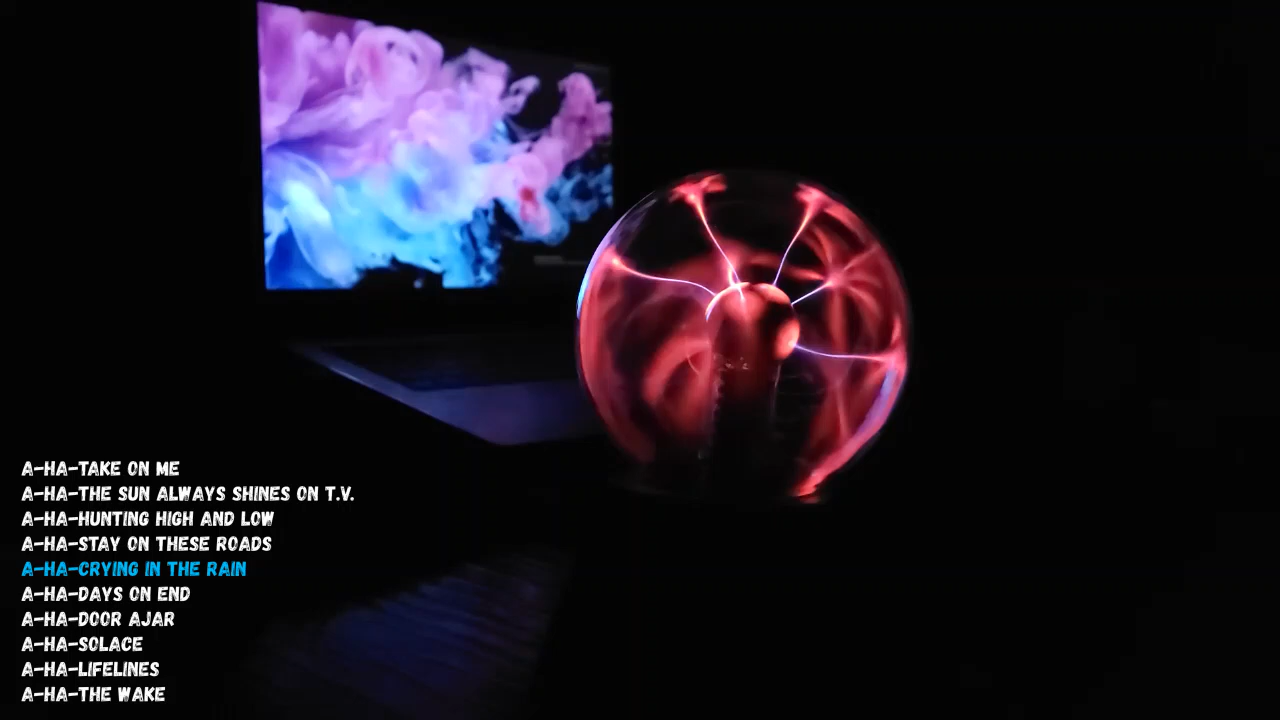 A-HA-TAKE ON ME
A-HA-THE SUN ALWAYS SHINES ON T.V.
A-HA-HUNTING HIGH AND LOW
A-HA-STAY ON THESE ROADS
A-HA-CRYING IN THE RAIN
A-HA-DAYS ON END
A-HA-DOOR AJAR
A-HA-SOLACE
A-HA-LIFELINES
A-HA-THE WAKE